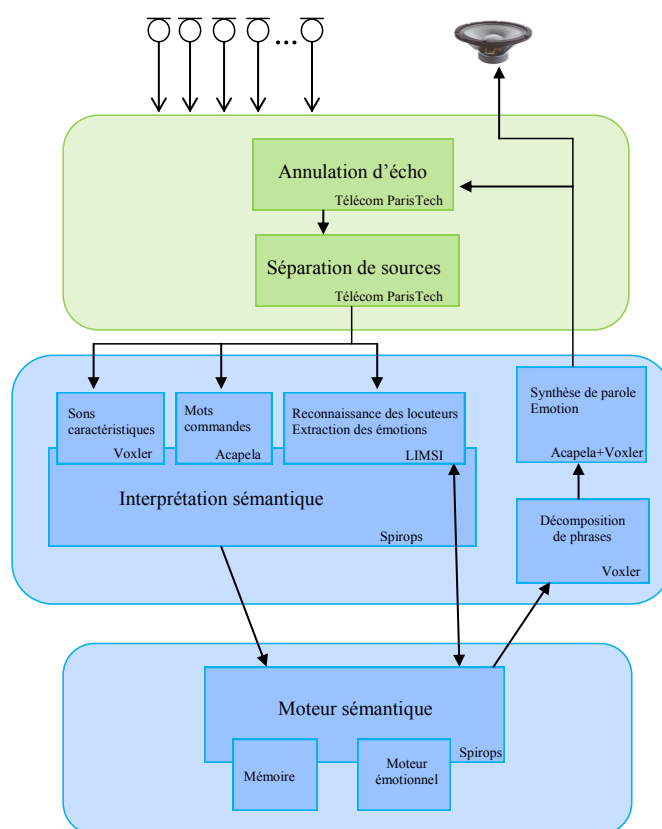 ...
Annulation d'écho
Télécom ParisTech
Séparation de sources
Télécom ParisTech
Sons
caractéristiques
Voxler
Mots
commandes
Acapela
Reconnaissance des locuteurs
Extraction des émotions
LIMSI
Synthèse de parole
Emotion
Acapela+Voxler
Interprétation sémantique
Spirops
Décomposition
de phrases
Voxler
Moteur sémantique
Spirops
Mémoire
Moteur
émotionnel